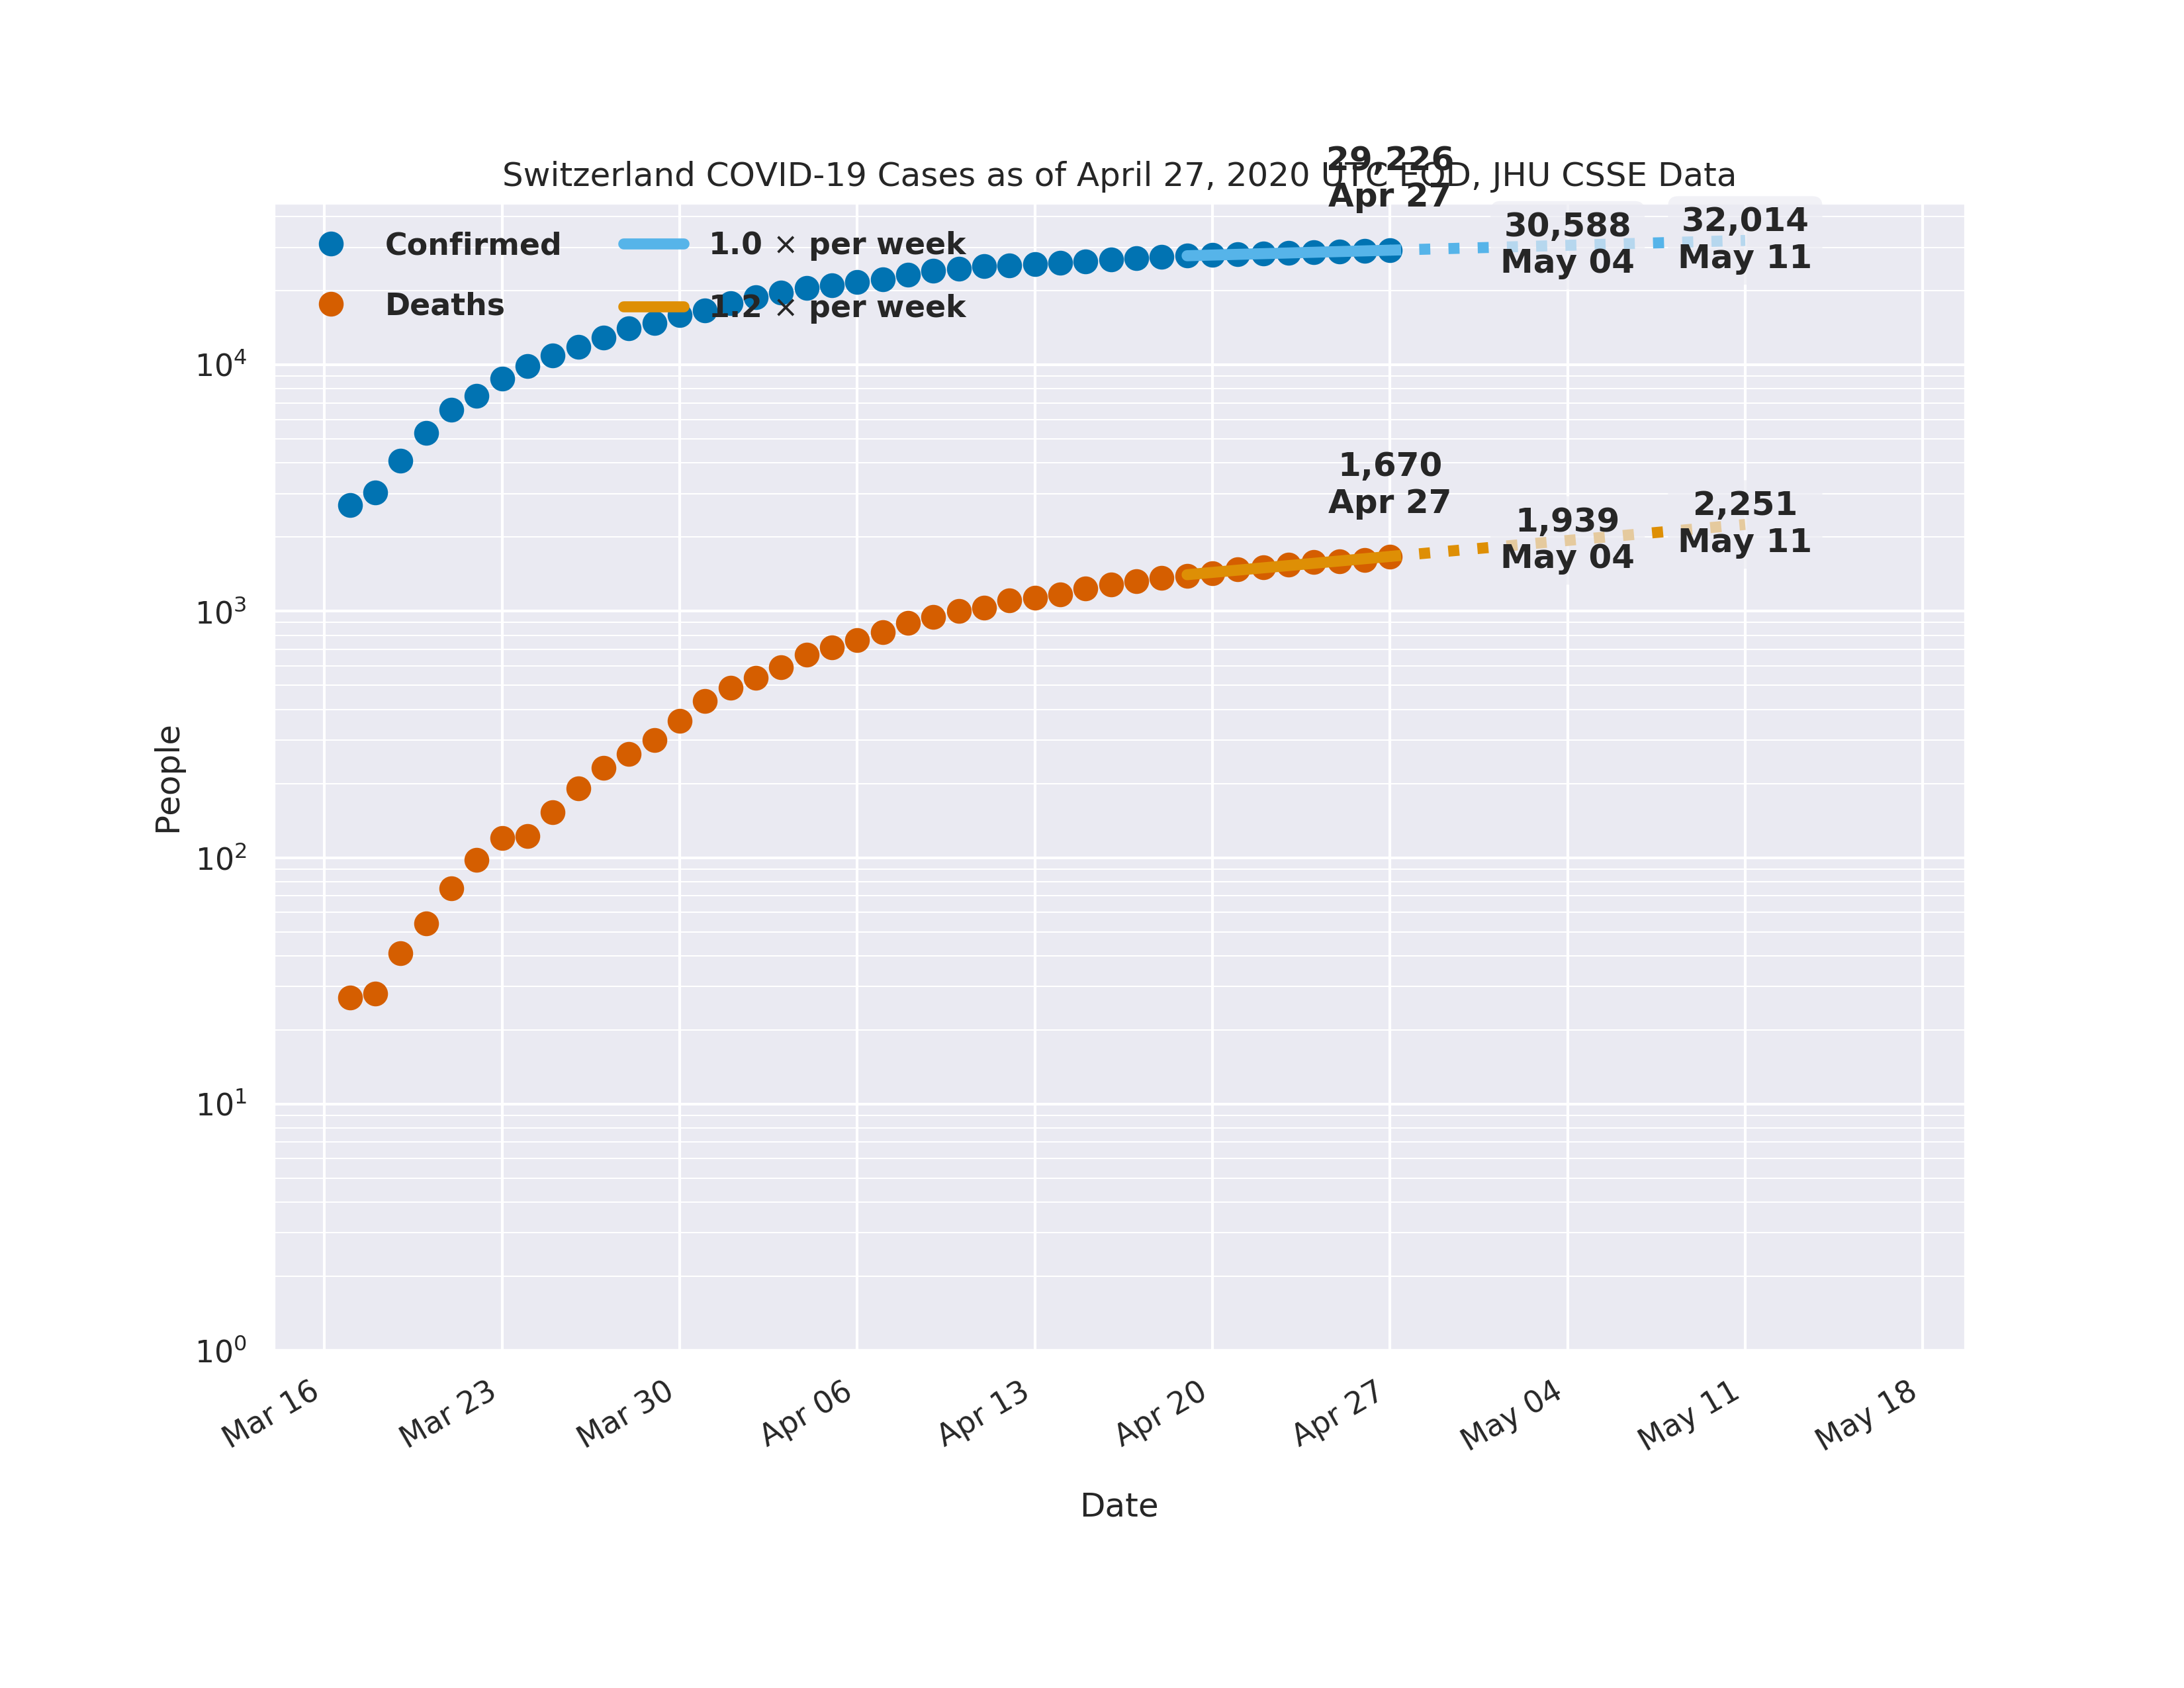 Switzerland COVID-19 Cases as of April 27, 2020 UTC EOD, JHU CSSE Data
29,226
Apr 27
30,588
May 04
32,014
May 11
Confirmed
1.0 × per week
Deaths
1.2 × per week
1,670
Apr 27
1,939
May 04
2,251
May 11
People
10⁴
10³
10²
10¹
10⁰
Mar 16
Mar 23
Mar 30
Apr 06
Apr 13
Apr 20
Apr 27
May 04
May 11
May 18
Date